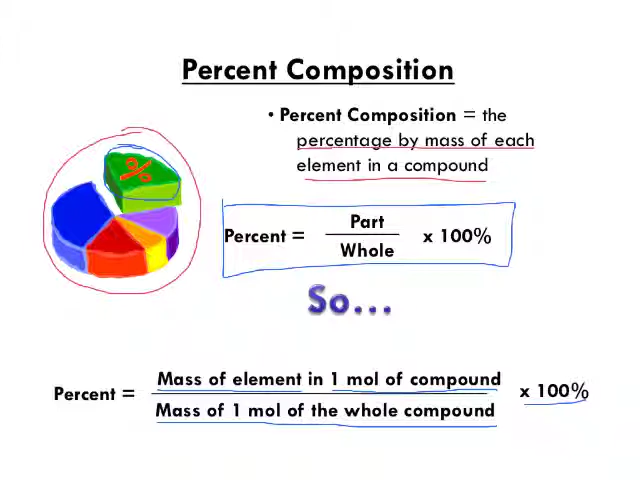 Percent Composition
• Percent Composition = the
percentage by mass of each
element in a compound
%
Percent = Part / Whole x 100%
So...
Percent = Mass of element in 1 mol of compound / Mass of 1 mol of the whole compound x 100%